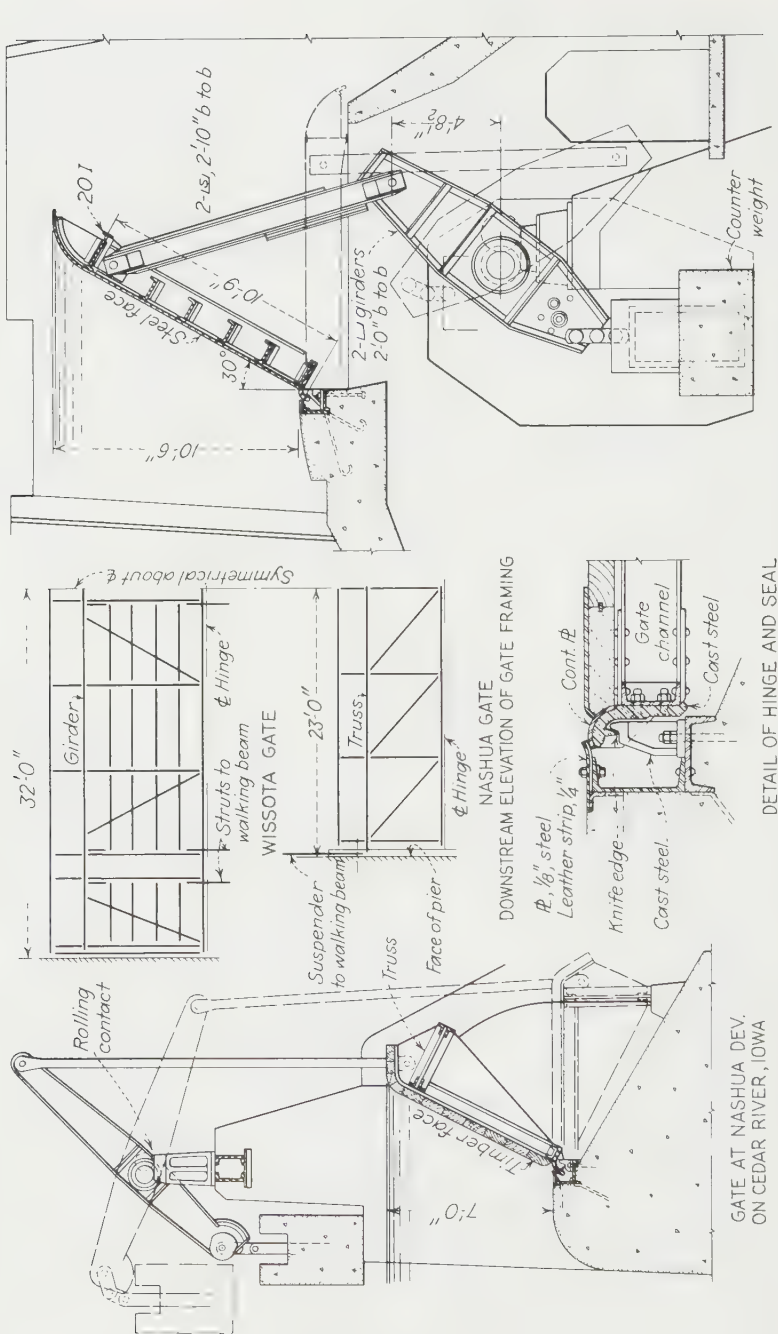 20 I
2-⊔s, 2'-10" b to b
Steel face
10'-9"
30°
10'-6"
4'-8½"
2-⊔ girders
2'-0" b to b
Counter
weight
32'-0"
Girder
Symmetrical about ℄
℄ Hinge
Struts to
walking beam
WISSOTA GATE
23'-0"
Truss
Suspender
to walking beam
Face of pier
℄ Hinge
NASHUA GATE
DOWNSTREAM ELEVATION OF GATE FRAMING
Cont. ⅊
⅊, 1/8", steel
Leather strip, 1/4"
Knife edge
Cast steel
Gate
channel
Cast steel
DETAIL OF HINGE AND SEAL
Rolling
contact
Truss
Timber face
7'-0"
GATE AT NASHUA DEV.
ON CEDAR RIVER, IOWA